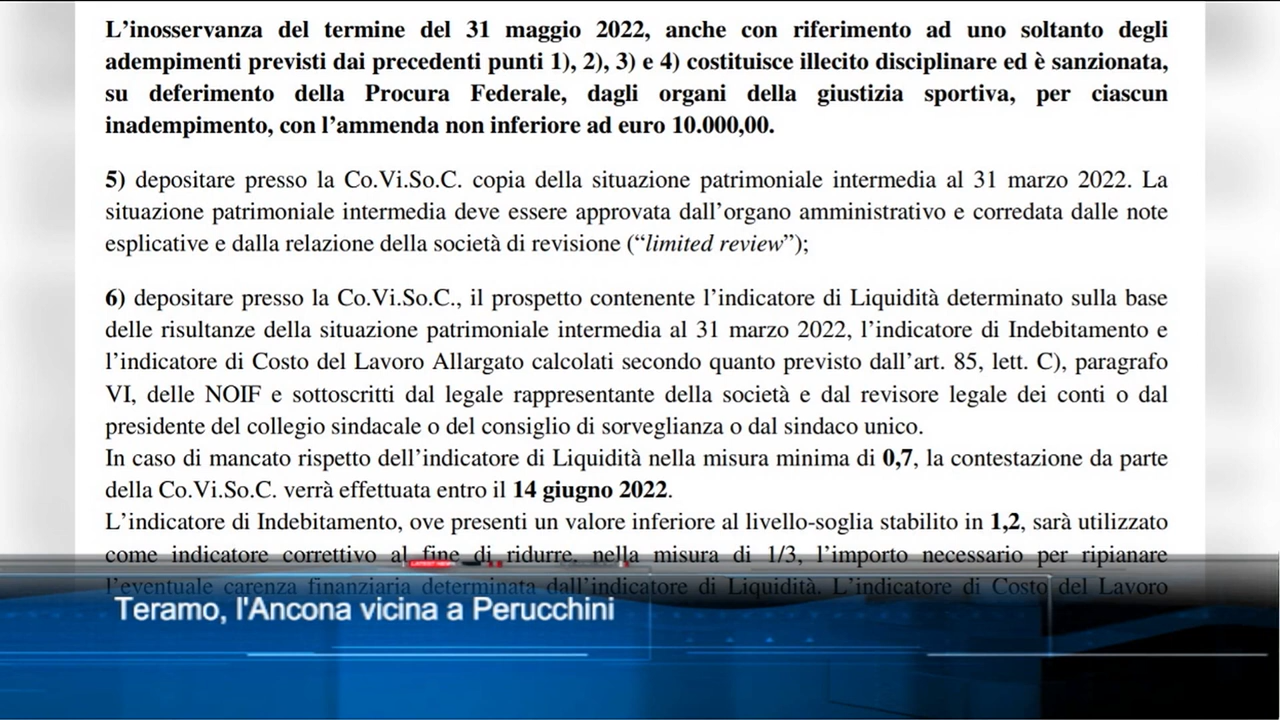 L’inosservanza del termine del 31 maggio 2022, anche con riferimento ad uno soltanto degli
adempimenti previsti dai precedenti punti 1), 2), 3) e 4) costituisce illecito disciplinare ed è sanzionata,
su deferimento della Procura Federale, dagli organi della giustizia sportiva, per ciascun
inadempimento, con l’ammenda non inferiore ad euro 10.000,00.
5) depositare presso la Co.Vi.So.C. copia della situazione patrimoniale intermedia al 31 marzo 2022. La
situazione patrimoniale intermedia deve essere approvata dall’organo amministrativo e corredata dalle note
esplicative e dalla relazione della società di revisione (“limited review”);
6) depositare presso la Co.Vi.So.C., il prospetto contenente l’indicatore di Liquidità determinato sulla base
delle risultanze della situazione patrimoniale intermedia al 31 marzo 2022, l’indicatore di Indebitamento e
l’indicatore di Costo del Lavoro Allargato calcolati secondo quanto previsto dall’art. 85, lett. C), paragrafo
VI, delle NOIF e sottoscritti dal legale rappresentante della società e dal revisore legale dei conti o dal
presidente del collegio sindacale o del consiglio di sorveglianza o dal sindaco unico.
In caso di mancato rispetto dell’indicatore di Liquidità nella misura minima di 0,7, la contestazione da parte
della Co.Vi.So.C. verrà effettuata entro il 14 giugno 2022.
L’indicatore di Indebitamento, ove presenti un valore inferiore al livello-soglia stabilito in 1,2, sarà utilizzato
come indicatore correttivo al fine di ridurre, nella misura di 1/3, l’importo necessario per ripianare
LATEST NEWS
l’eventuale carenza finanziaria determinata dall’indicatore di Liquidità. L’indicatore di Costo del Lavoro
Teramo, l'Ancona vicina a Perucchini